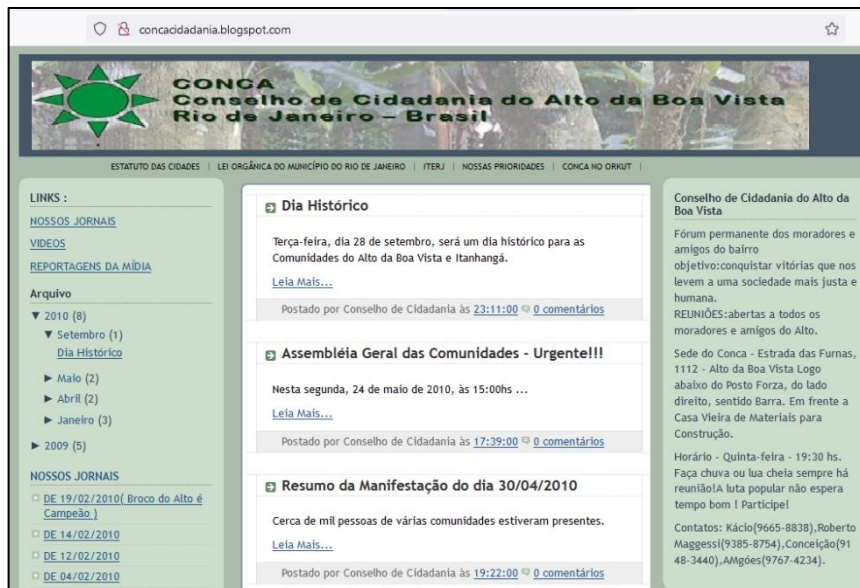 concacidadania.blogspot.com
CONCA
Conselho de Cidadania do Alto da Boa Vista
Rio de Janeiro – Brasil
ESTATUTO DAS CIDADES | LEI ORGÂNICA DO MUNICÍPIO DO RIO DE JANEIRO | ITERJ | NOSSAS PRIORIDADES | CONCA NO ORKUT |
LINKS :
NOSSOS JORNAIS
VIDEOS
REPORTAGENS DA MÍDIA
Arquivo
▼ 2010 (8)
▼ Setembro (1)
Dia Histórico
► Maio (2)
► Abril (2)
► Janeiro (3)
► 2009 (5)
NOSSOS JORNAIS
DE 19/02/2010( Broco do Alto é
Campeão )
DE 14/02/2010
DE 12/02/2010
DE 04/02/2010
Dia Histórico
Terça-feira, dia 28 de setembro, será um dia histórico para as
Comunidades do Alto da Boa Vista e Itanhangá.
Leia Mais...
Postado por Conselho de Cidadania às 23:11:00 0 comentários
Assembléia Geral das Comunidades - Urgente!!!
Nesta segunda, 24 de maio de 2010, às 15:00hs ...
Leia Mais...
Postado por Conselho de Cidadania às 17:39:00 0 comentários
Resumo da Manifestação do dia 30/04/2010
Cerca de mil pessoas de várias comunidades estiveram presentes.
Leia Mais...
Postado por Conselho de Cidadania às 19:22:00 0 comentários
Conselho de Cidadania do Alto da
Boa Vista
Fórum permanente dos moradores e
amigos do bairro
objetivo:conquistar vitórias que nos
levem a uma sociedade mais justa e
humana.
REUNIÕES:abertas a todos os
moradores e amigos do Alto.
Sede do Conca - Estrada das Furnas,
1112 - Alto da Boa Vista Logo
abaixo do Posto Forza, do lado
direito, sentido Barra. Em frente a
Casa Vieira de Materiais para
Construção.
Horário - Quinta-feira - 19:30 hs.
Faça chuva ou lua cheia sempre há
reunião!A luta popular não espera
tempo bom ! Participe!
Contatos: Kácio(9665-8838),Roberto
Maggessi(9385-8754),Conceição(91
48-3440),AMgóes(9767-4234).